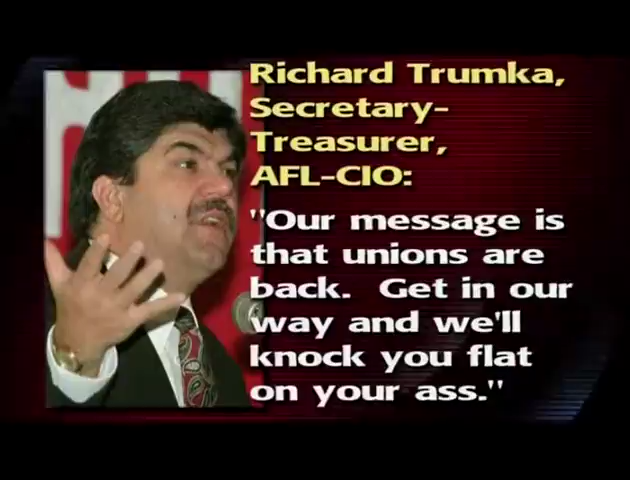 Richard Trumka,
Secretary-
Treasurer,
AFL-CIO:
"Our message is
that unions are
back.  Get in our
way and we'll
knock you flat
on your ass."